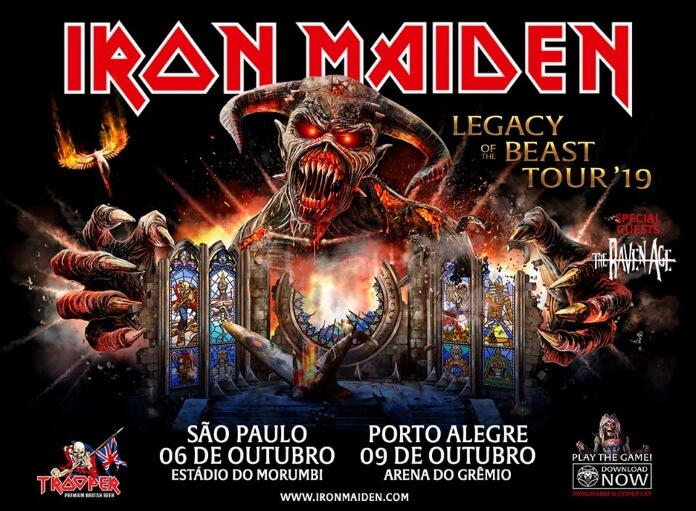 IRON MAIDEN
LEGACY
OF THE BEAST
TOUR '19
SPECIAL
GUESTS
THE RAVEN AGE
SÃO PAULO
06 DE OUTUBRO
ESTÁDIO DO MORUMBI
PORTO ALEGRE
09 DE OUTUBRO
ARENA DO GRÊMIO
WWW.IRONMAIDEN.COM
TROOPER
PREMIUM BRITISH BEER
PLAY THE GAME!
DOWNLOAD
NOW
IRONMAIDEN.COM/PLAY